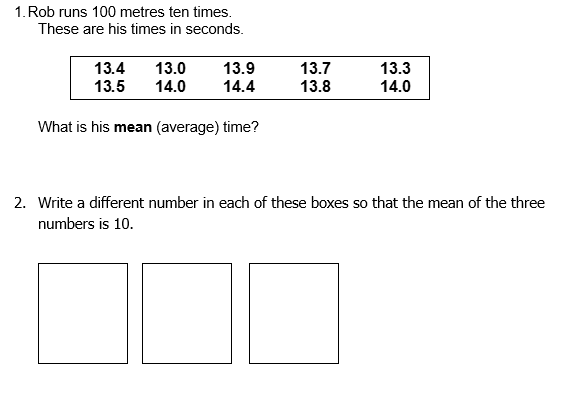 1. Rob runs 100 metres ten times.
These are his times in seconds.
13.4 13.0 13.9 13.7 13.3
13.5 14.0 14.4 13.8 14.0
What is his mean (average) time?
2. Write a different number in each of these boxes so that the mean of the three
numbers is 10.